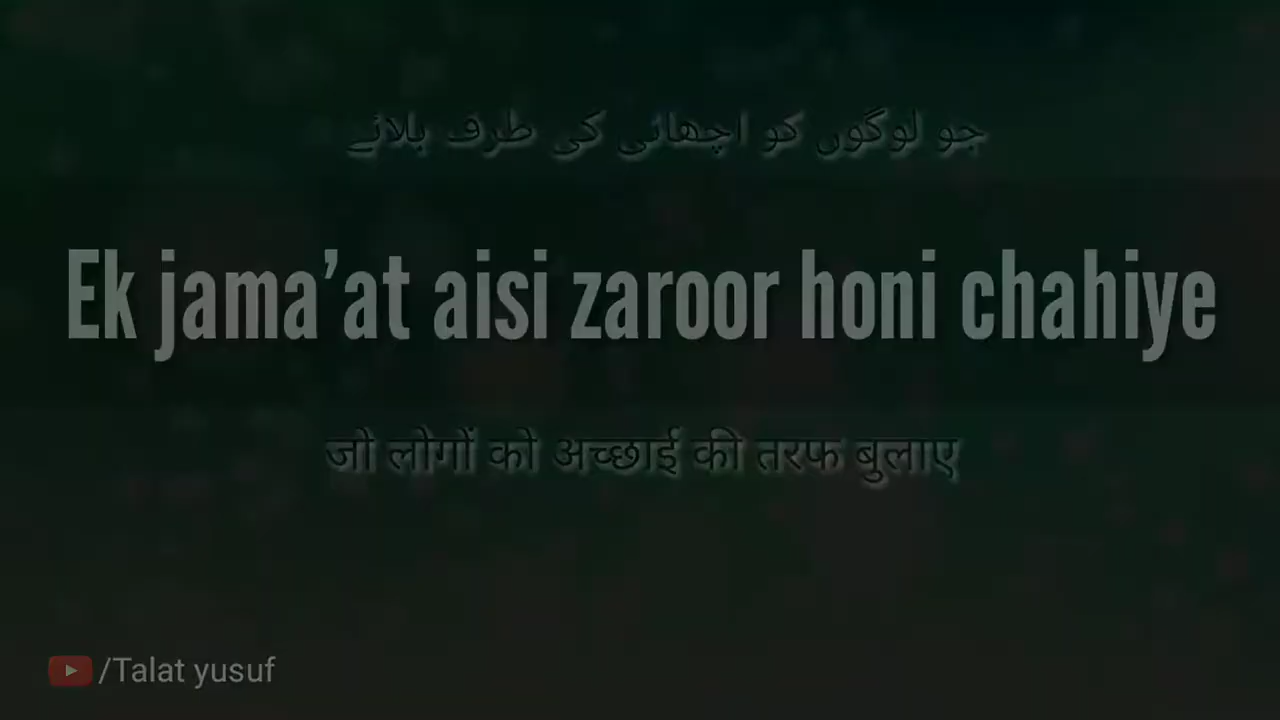 جو لوگوں کو اچھائی کی طرف بلائے
Ek jama’at aisi zaroor honi chahiye
जो लोगों को अच्छाई की तरफ बुलाए
/Talat yusuf